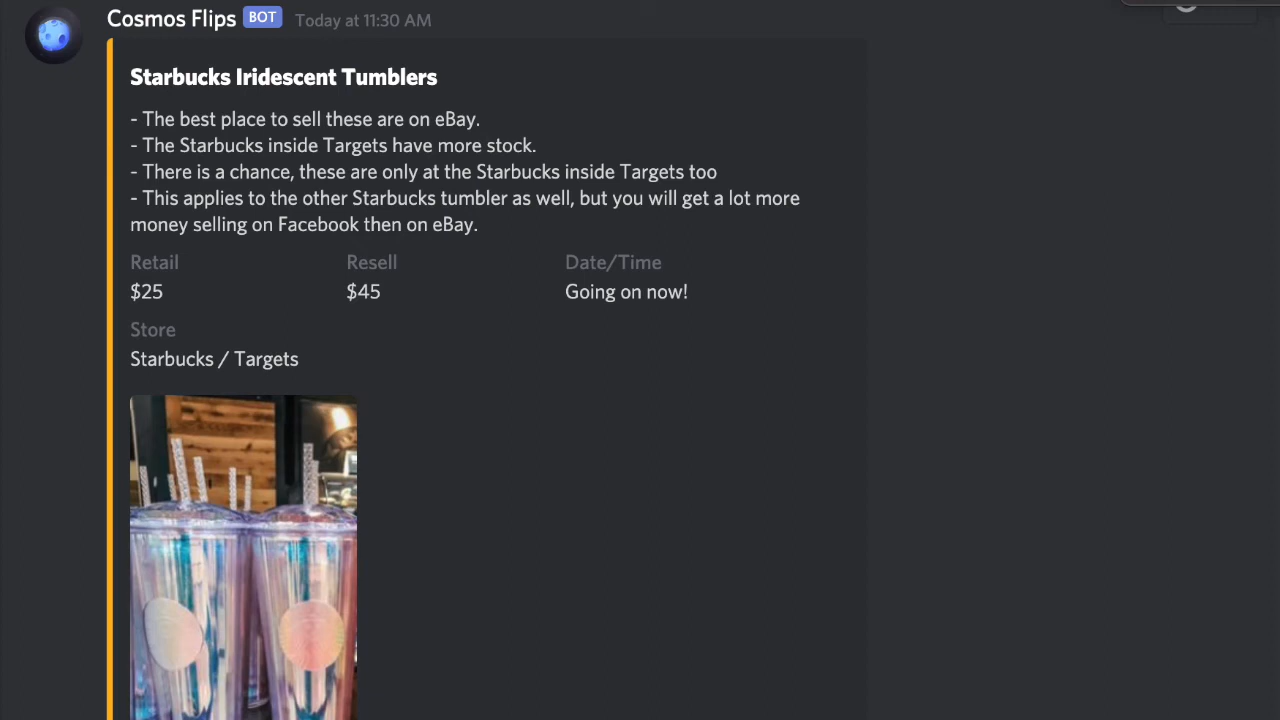 Cosmos Flips BOT Today at 11:30 AM
Starbucks Iridescent Tumblers
- The best place to sell these are on eBay.
- The Starbucks inside Targets have more stock.
- There is a chance, these are only at the Starbucks inside Targets too
- This applies to the other Starbucks tumbler as well, but you will get a lot more
money selling on Facebook then on eBay.
Retail Resell Date/Time
$25 $45 Going on now!
Store
Starbucks / Targets